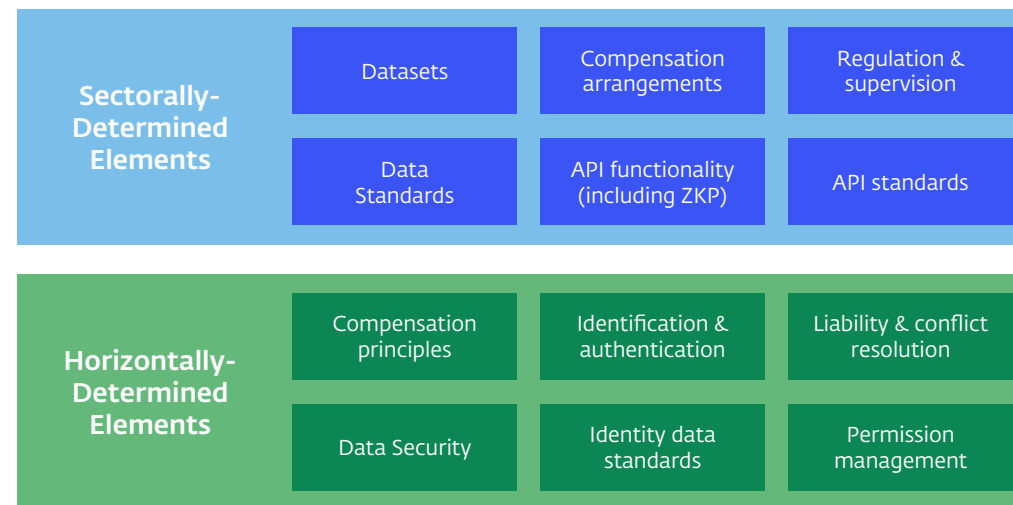 Sectorally-
Determined
Elements
Datasets
Compensation
arrangements
Regulation &
supervision
Data
Standards
API functionality
(including ZKP)
API standards
Horizontally-
Determined
Elements
Compensation
principles
Identification &
authentication
Liability & conflict
resolution
Data Security
Identity data
standards
Permission
management